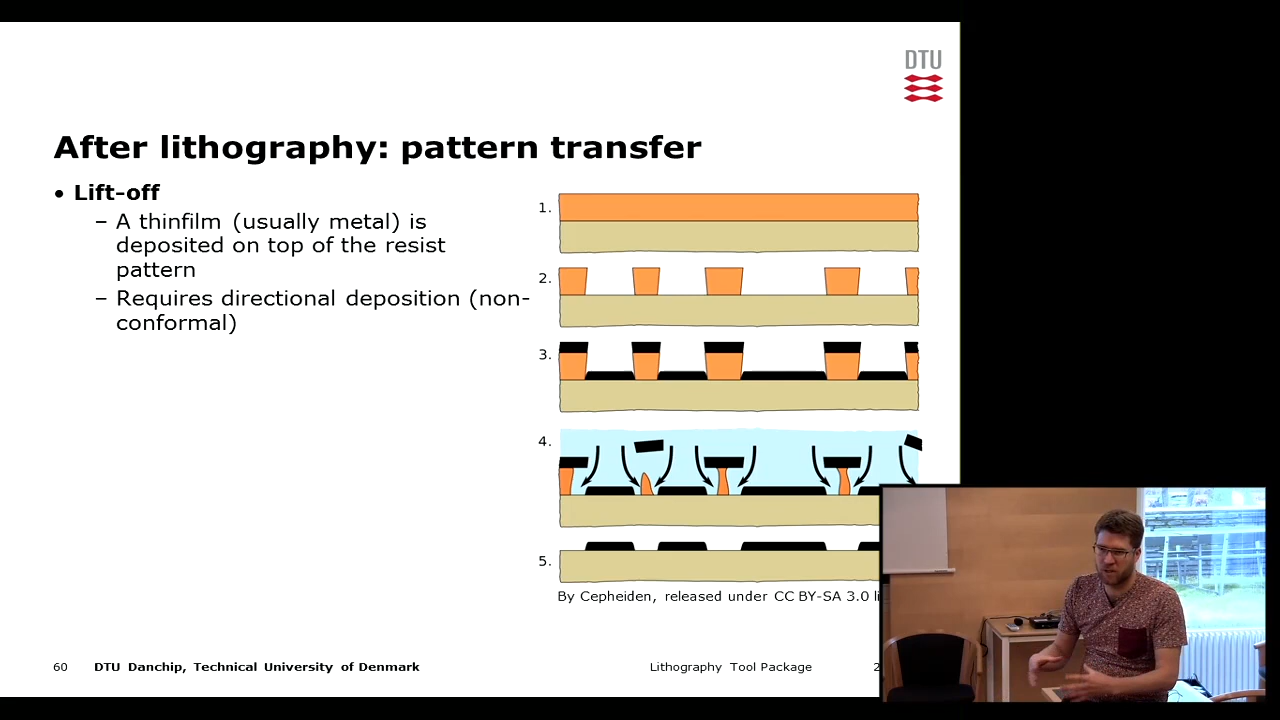 DTU
After lithography: pattern transfer
• Lift-off
– A thinfilm (usually metal) is
deposited on top of the resist
pattern
– Requires directional deposition (non-
conformal)
1.
2.
3.
4.
5.
By Cepheiden, released under CC BY-SA 3.0
60 DTU Danchip, Technical University of Denmark Lithography Tool Package